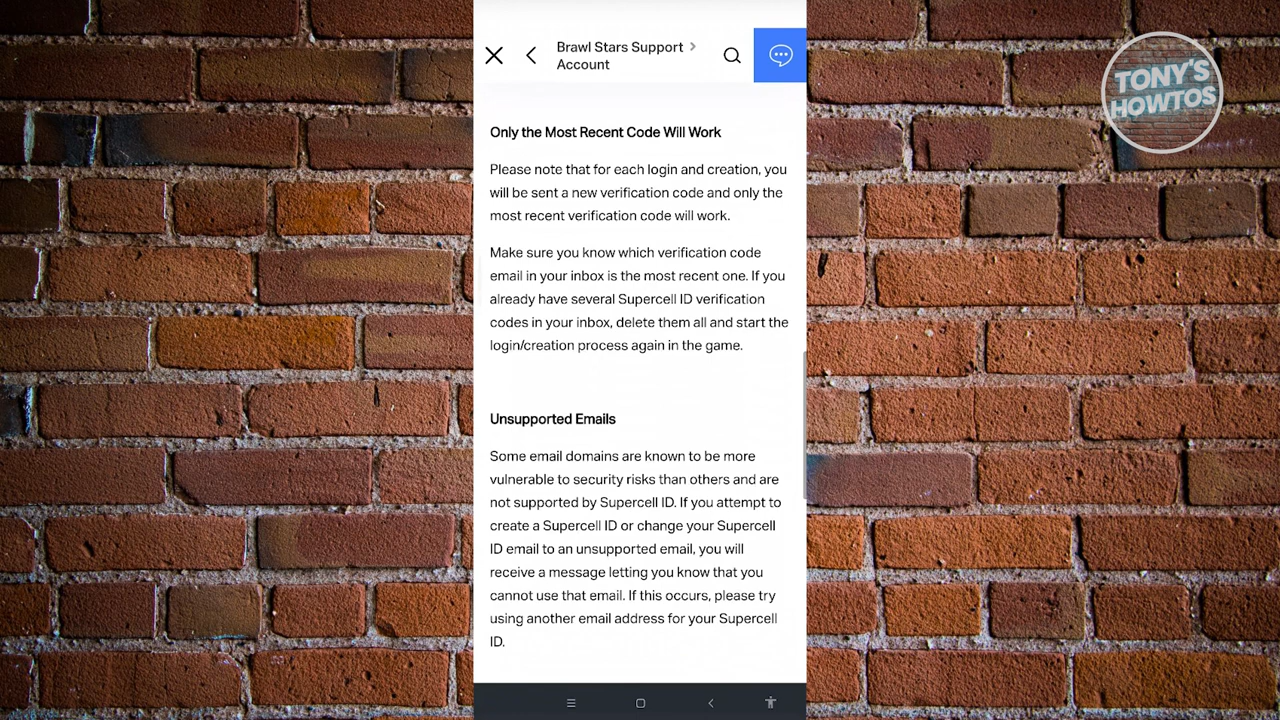 Brawl Stars Support >
Account
TONY'S
HOWTOS
Only the Most Recent Code Will Work
Please note that for each login and creation, you
will be sent a new verification code and only the
most recent verification code will work.
Make sure you know which verification code
email in your inbox is the most recent one. If you
already have several Supercell ID verification
codes in your inbox, delete them all and start the
login/creation process again in the game.
Unsupported Emails
Some email domains are known to be more
vulnerable to security risks than others and are
not supported by Supercell ID. If you attempt to
create a Supercell ID or change your Supercell
ID email to an unsupported email, you will
receive a message letting you know that you
cannot use that email. If this occurs, please try
using another email address for your Supercell
ID.